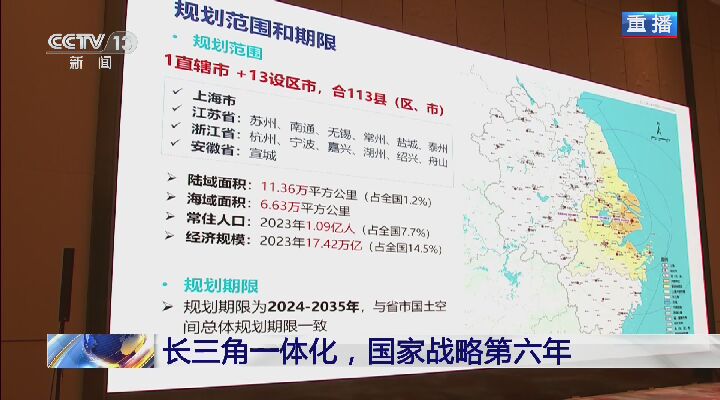 CCTV 13
新闻
重播
规划范围和期限
• 规划范围
1直辖市 +13设区市，合113县（区、市）
✓ 上海市
✓ 江苏省：苏州、南通、无锡、常州、盐城、泰州
✓ 浙江省：杭州、宁波、嘉兴、湖州、绍兴、舟山
✓ 安徽省：宣城
➢ 陆域面积：11.36万平方公里（占全国1.2%）
➢ 海域面积：6.63万平方公里
➢ 常住人口：2023年1.09亿人（占全国7.7%）
➢ 经济规模：2023年17.42万亿（占全国14.5%）
• 规划期限
➢ 规划期限为2024-2035年，与省市国土空
间总体规划期限一致
长三角一体化，国家战略第六年